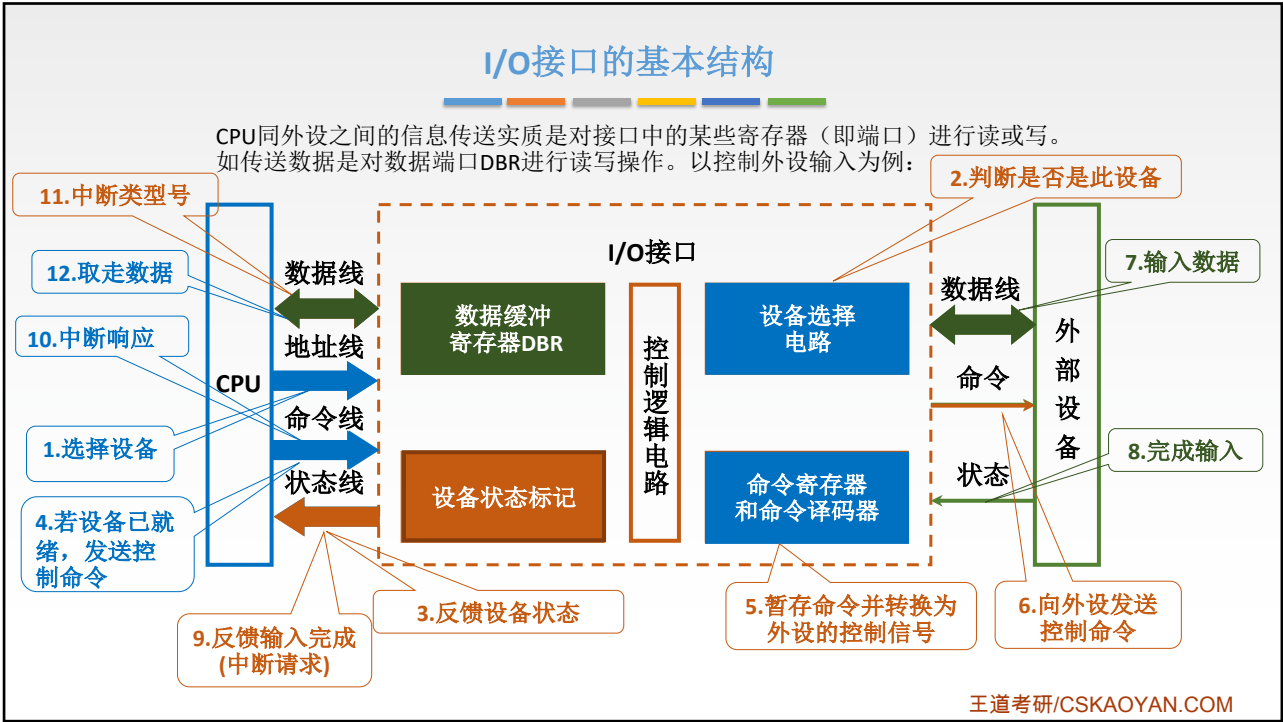 I/O接口的基本结构
CPU同外设之间的信息传送实质是对接口中的某些寄存器（即端口）进行读或写。
如传送数据是对数据端口DBR进行读写操作。以控制外设输入为例：
11.中断类型号
2.判断是否是此设备
12.取走数据
数据线
I/O接口
7.输入数据
数据线
10.中断响应
数据缓冲
寄存器DBR
设备选择
电路
地址线
CPU
控制逻辑电路
命令
外部设备
命令线
1.选择设备
8.完成输入
状态线
设备状态标记
命令寄存器
和命令译码器
状态
4.若设备已就
绪，发送控
制命令
3.反馈设备状态
5.暂存命令并转换为
外设的控制信号
6.向外设发送
控制命令
9.反馈输入完成
(中断请求)
王道考研/CSKAOYAN.COM